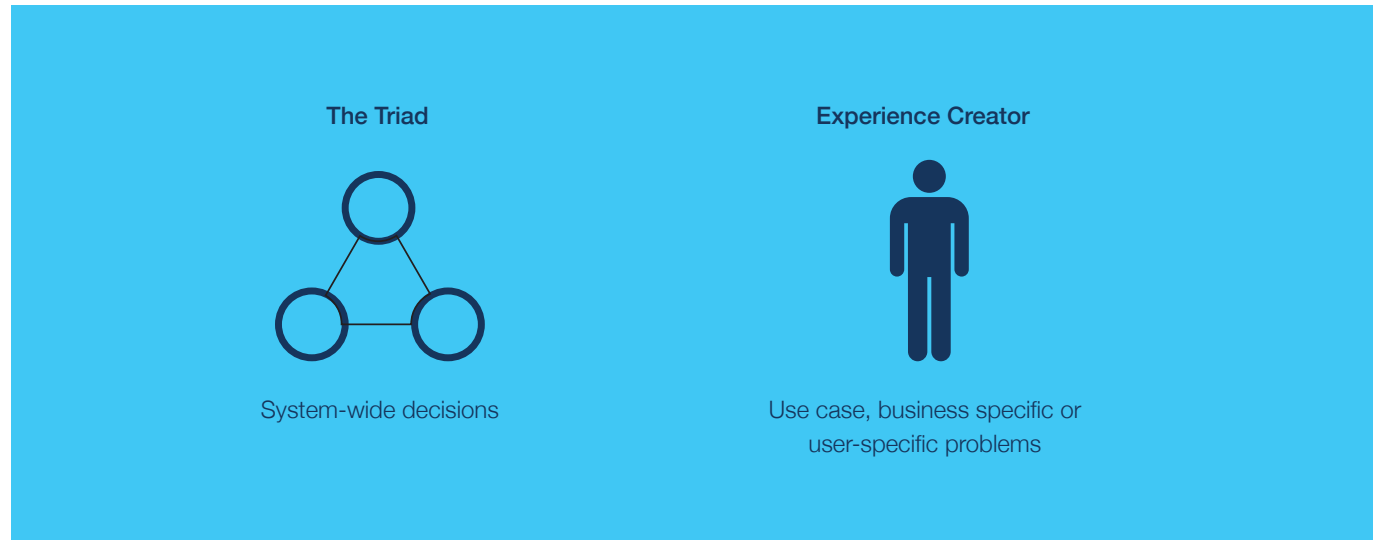 The Triad
Experience Creator
System-wide decisions
Use case, business specific or
user-specific problems